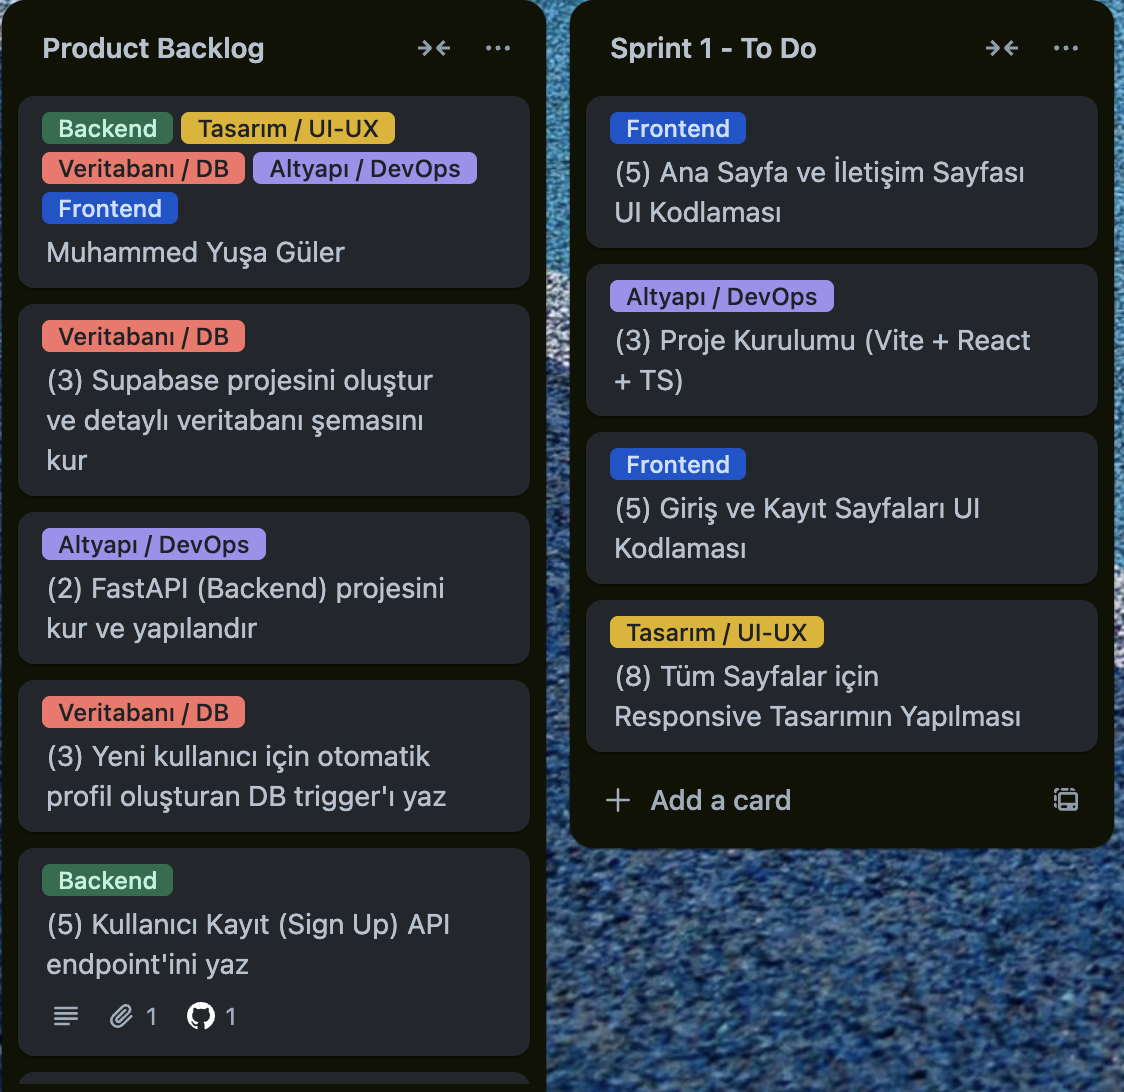 Product Backlog
Backend
Tasarım / UI-UX
Veritabanı / DB
Altyapı / DevOps
Frontend
Muhammed Yuşa Güler
Veritabanı / DB
(3) Supabase projesini oluştur
ve detaylı veritabanı şemasını
kur
Altyapı / DevOps
(2) FastAPI (Backend) projesini
kur ve yapılandır
Veritabanı / DB
(3) Yeni kullanıcı için otomatik
profil oluşturan DB trigger'ı yaz
Backend
(5) Kullanıcı Kayıt (Sign Up) API
endpoint'ini yaz
1
1
Sprint 1 - To Do
Frontend
(5) Ana Sayfa ve İletişim Sayfası
UI Kodlaması
Altyapı / DevOps
(3) Proje Kurulumu (Vite + React
+ TS)
Frontend
(5) Giriş ve Kayıt Sayfaları UI
Kodlaması
Tasarım / UI-UX
(8) Tüm Sayfalar için
Responsive Tasarımın Yapılması
+ Add a card